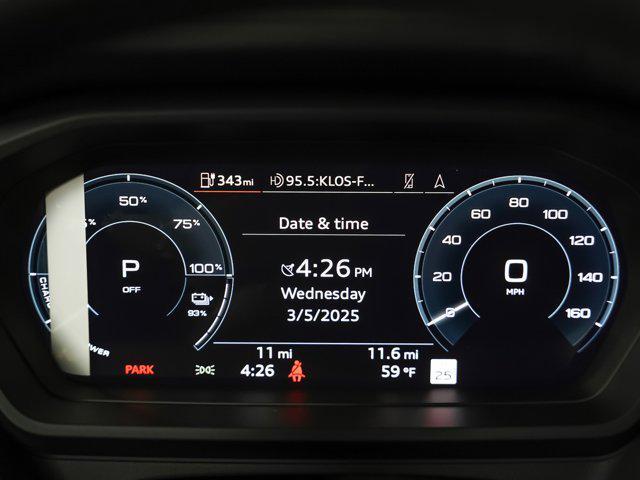 343mi
95.5:KLOS-F...
50%
75%
100%
93%
P
OFF
PARK
Date & time
4:26 PM
Wednesday
3/5/2025
11 mi
11.6 mi
4:26
59 °F
25
0
20
40
60
80
100
120
140
160
0
MPH